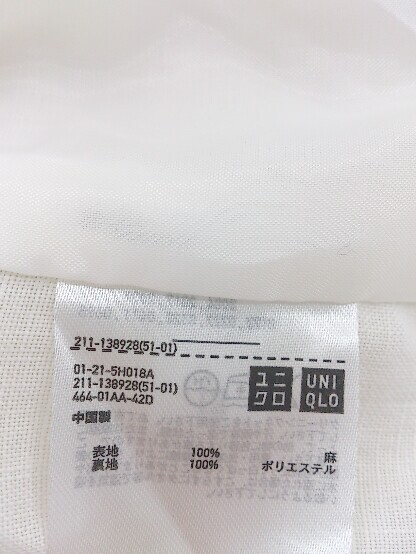 211-138928(51-01)
01-21-5H018A
211-138928(51-01)
464-01AA-42D
ユニ
クロ
UNI
QLO
中国製
表地 100% 麻
裏地 100% ポリエステル